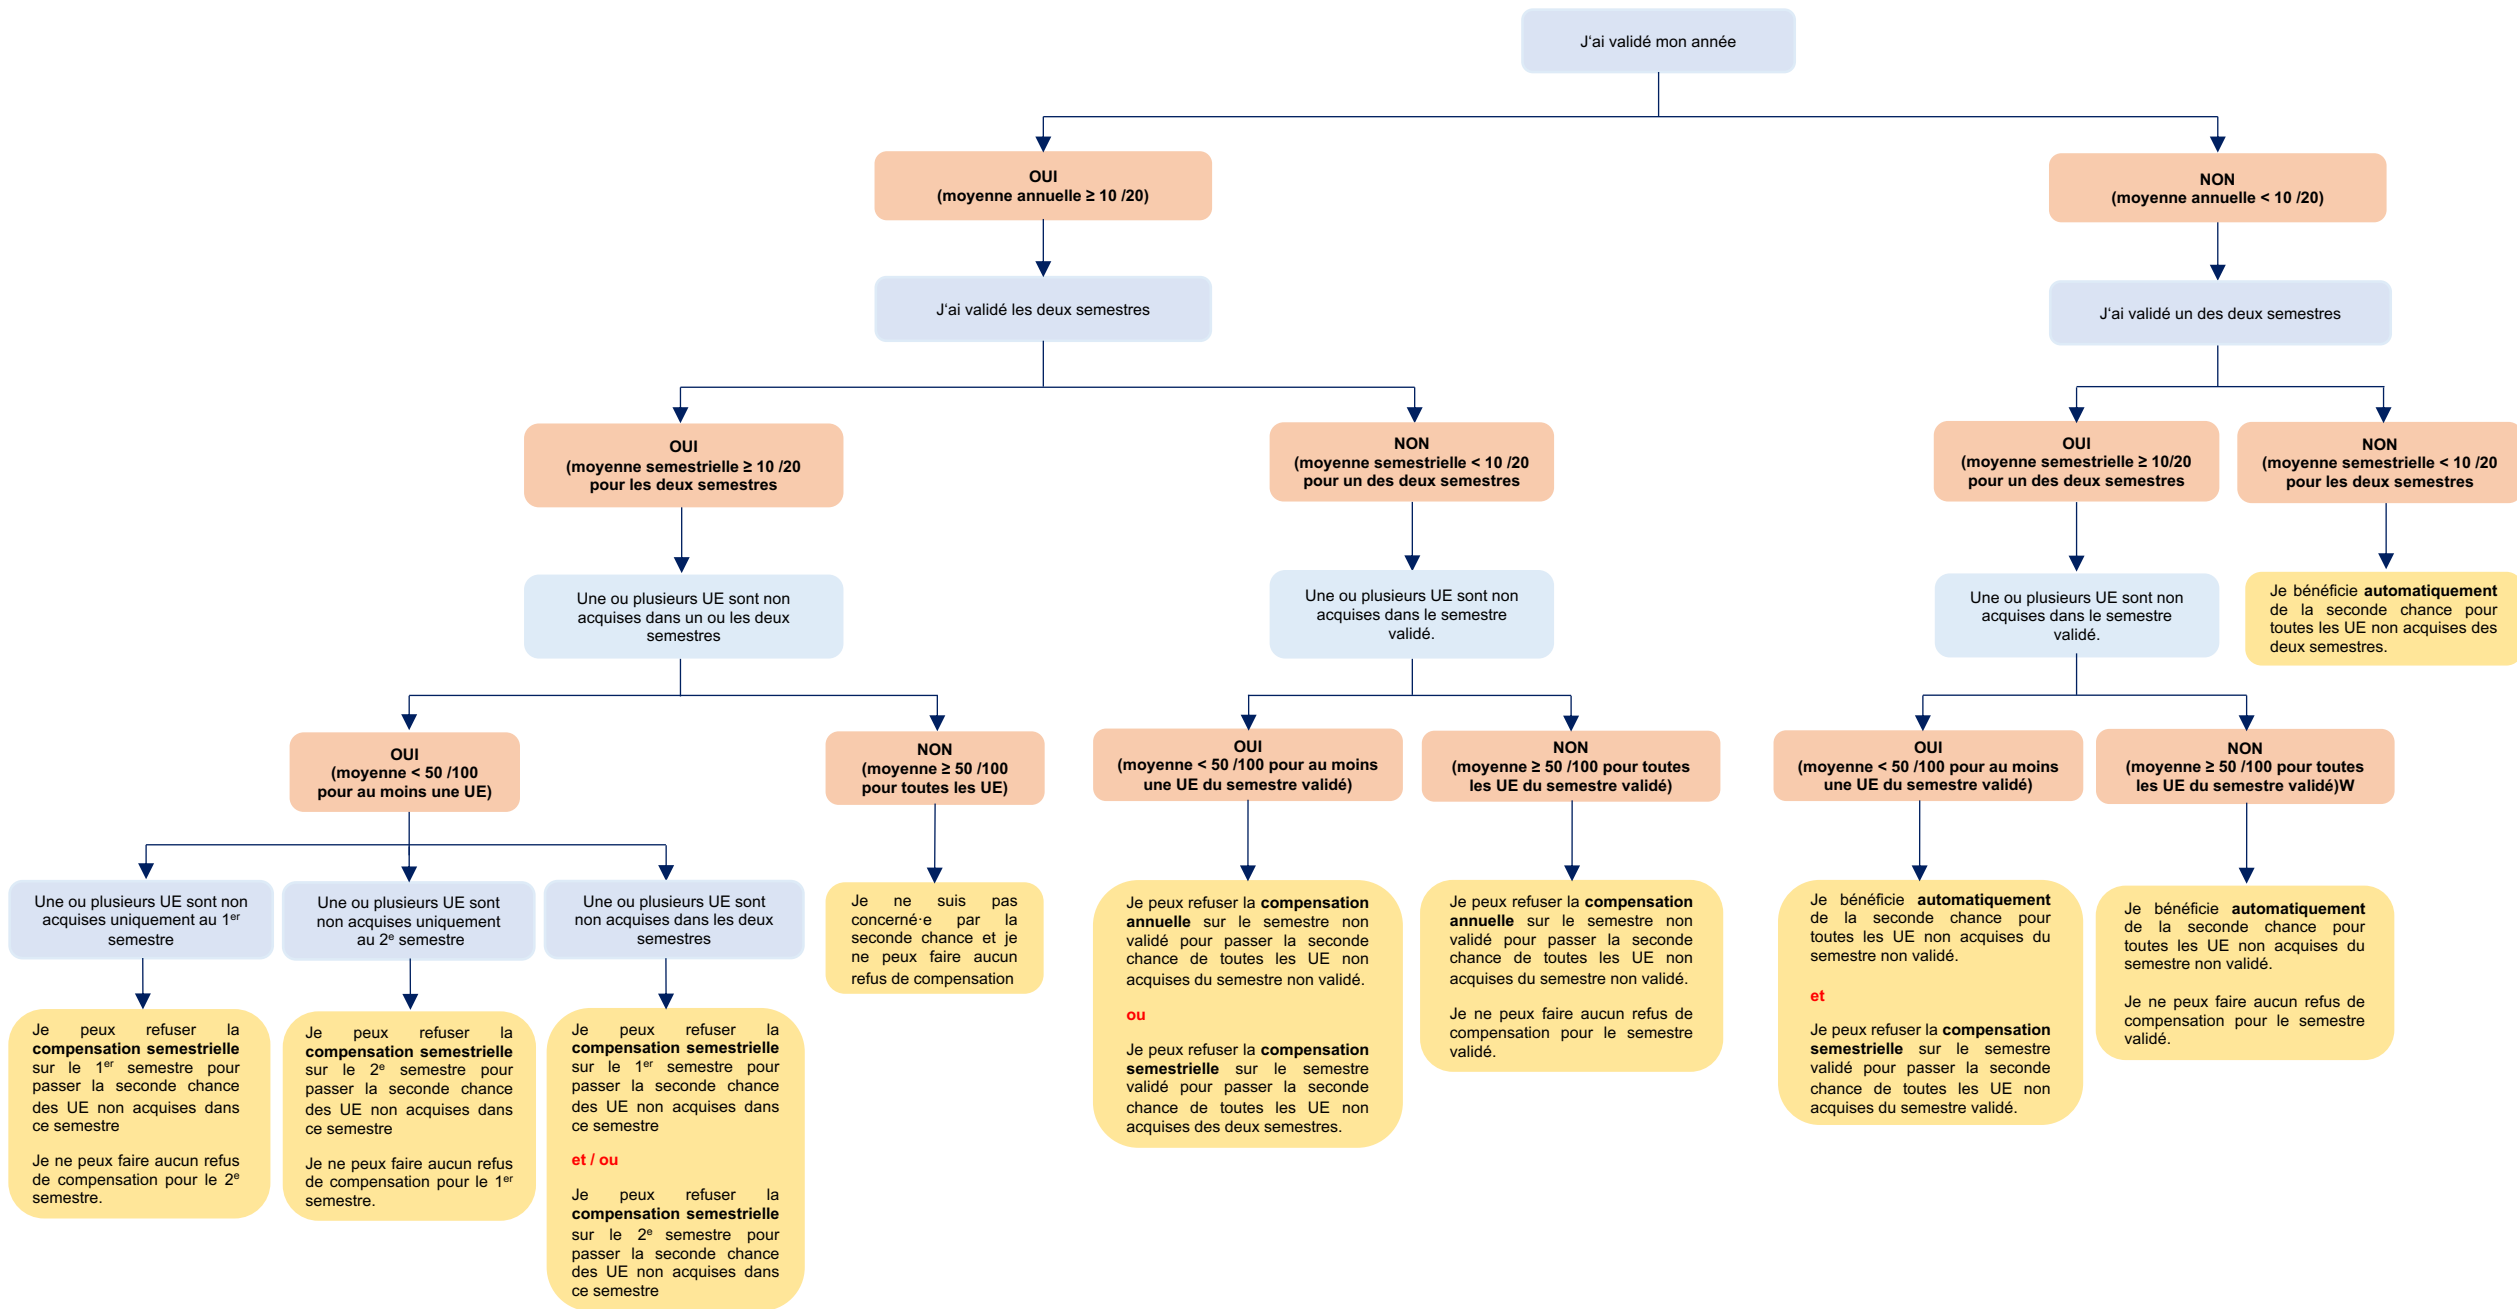 J‘ai validé mon année
OUI
(moyenne annuelle ≥ 10 /20)
NON
(moyenne annuelle < 10 /20)
J‘ai validé les deux semestres
J‘ai validé un des deux semestres
OUI
(moyenne semestrielle ≥ 10 /20
pour les deux semestres
NON
(moyenne semestrielle < 10 /20
pour un des deux semestres
OUI
(moyenne semestrielle ≥ 10/20
pour un des deux semestres
NON
(moyenne semestrielle < 10 /20
pour les deux semestres
Une ou plusieurs UE sont non
acquises dans un ou les deux
semestres
Une ou plusieurs UE sont non
acquises dans le semestre
validé.
Une ou plusieurs UE sont non
acquises dans le semestre
validé.
Je bénéficie automatiquement
de la seconde chance pour
toutes les UE non acquises des
deux semestres.
OUI
(moyenne < 50 /100
pour au moins une UE)
NON
(moyenne ≥ 50 /100
pour toutes les UE)
OUI
(moyenne < 50 /100 pour au moins
une UE du semestre validé)
NON
(moyenne ≥ 50 /100 pour toutes
les UE du semestre validé)
OUI
(moyenne < 50 /100 pour au moins
une UE du semestre validé)
NON
(moyenne ≥ 50 /100 pour toutes
les UE du semestre validé)W
Une ou plusieurs UE sont non
acquises uniquement au 1er
semestre
Une ou plusieurs UE sont
non acquises uniquement
au 2e semestre
Une ou plusieurs UE sont
non acquises dans les deux
semestres
Je ne suis pas
concerné·e par la
seconde chance et je
ne peux faire aucun
refus de compensation
Je peux refuser la compensation
annuelle sur le semestre non
validé pour passer la seconde
chance de toutes les UE non
acquises du semestre non validé.
ou
Je peux refuser la compensation
semestrielle sur le semestre
validé pour passer la seconde
chance de toutes les UE non
acquises des deux semestres.
Je peux refuser la compensation
annuelle sur le semestre non
validé pour passer la seconde
chance de toutes les UE non
acquises du semestre non validé.
Je ne peux faire aucun refus de
compensation pour le semestre
validé.
Je bénéficie automatiquement
de la seconde chance pour
toutes les UE non acquises du
semestre non validé.
et
Je peux refuser la compensation
semestrielle sur le semestre
validé pour passer la seconde
chance de toutes les UE non
acquises du semestre validé.
Je bénéficie automatiquement
de la seconde chance pour
toutes les UE non acquises du
semestre non validé.
Je ne peux faire aucun refus de
compensation pour le semestre
validé.
Je peux refuser la
compensation semestrielle
sur le 1er semestre pour
passer la seconde chance
des UE non acquises dans
ce semestre
Je ne peux faire aucun refus
de compensation pour le 2e
semestre.
Je peux refuser la
compensation semestrielle
sur le 2e semestre pour
passer la seconde chance
des UE non acquises dans
ce semestre
Je ne peux faire aucun refus
de compensation pour le 1er
semestre.
Je peux refuser la
compensation semestrielle
sur le 1er semestre pour
passer la seconde chance
des UE non acquises dans
ce semestre
et / ou
Je peux refuser la
compensation semestrielle
sur le 2e semestre pour
passer la seconde chance
des UE non acquises dans
ce semestre